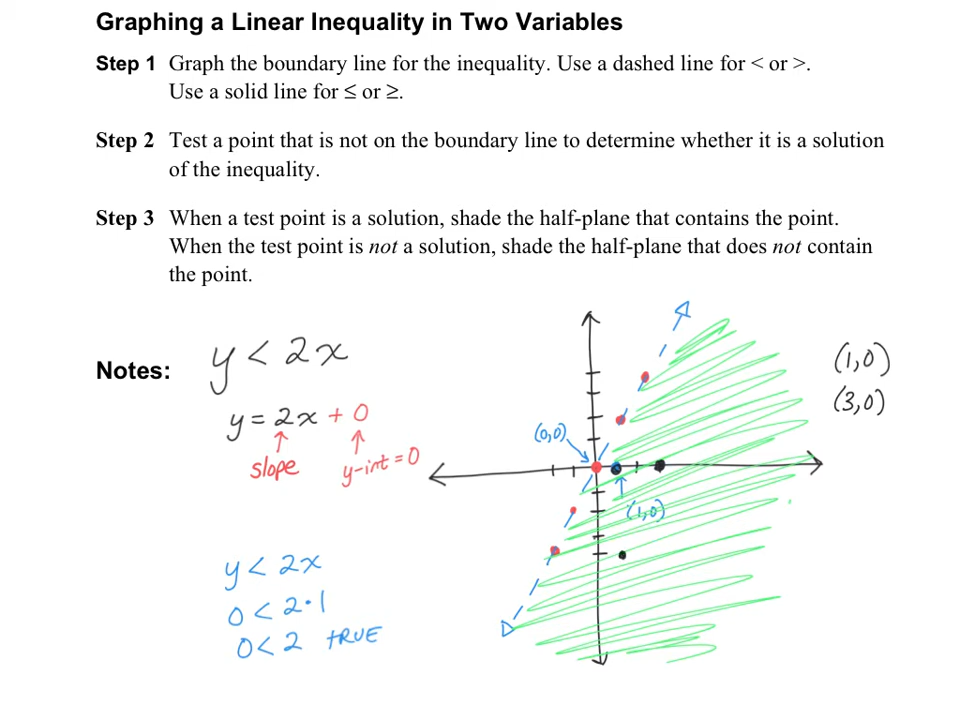 Graphing a Linear Inequality in Two Variables
Step 1 Graph the boundary line for the inequality. Use a dashed line for < or >.
Use a solid line for ≤ or ≥.
Step 2 Test a point that is not on the boundary line to determine whether it is a solution
of the inequality.
Step 3 When a test point is a solution, shade the half-plane that contains the point.
When the test point is not a solution, shade the half-plane that does not contain
the point.
Notes:
y < 2x
y = 2x + 0
slope
y-int = 0
y < 2x
0 < 2·1
0 < 2 TRUE
(0,0)
(1,0)
(1,0)
(3,0)